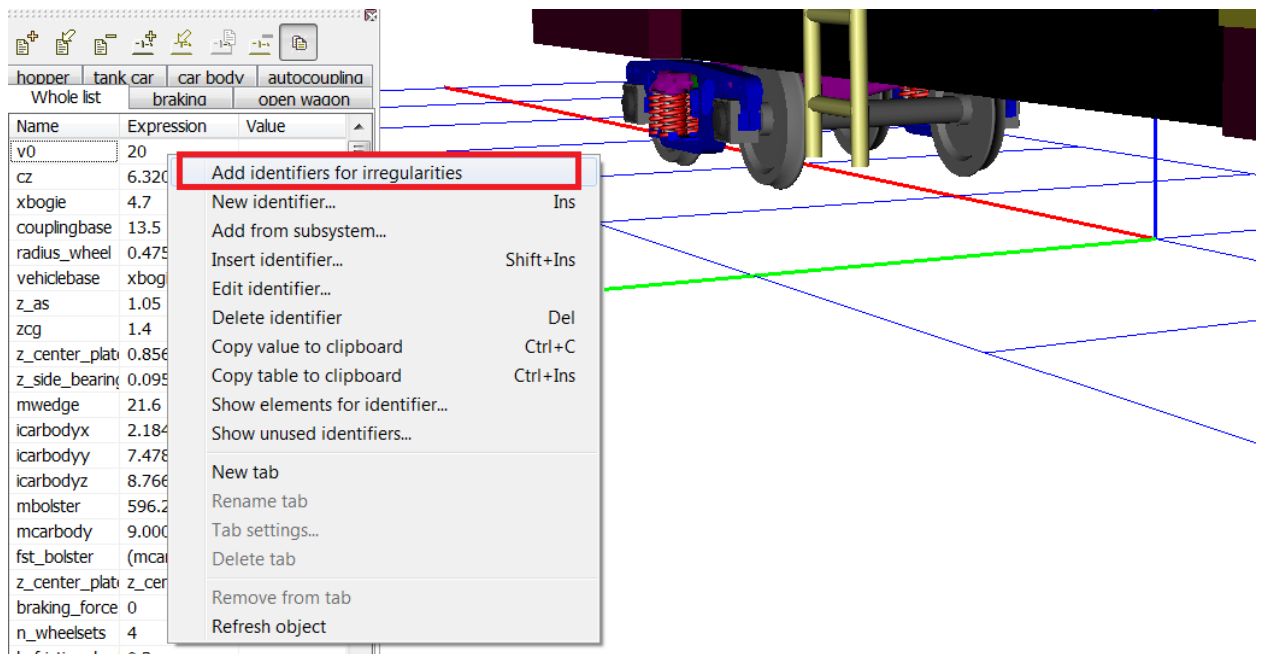 hopper tank car car body autocoupling
Whole list braking open wagon
Name Expression Value
v0 20
cz 6.320
xbogie 4.7
couplingbase 13.5
radius_wheel 0.475
vehiclebase xbogi
z_as 1.05
zcg 1.4
z_center_plat 0.856
z_side_bearing 0.095
mwedge 21.6
icarbodyx 2.184
icarbodyy 7.478
icarbodyz 8.766
mbolster 596.2
mcarbody 9.000
fst_bolster (mcar
z_center_plat z_cen
braking_force 0
n_wheelsets 4
Add identifiers for irregularities
New identifier... Ins
Add from subsystem...
Insert identifier... Shift+Ins
Edit identifier...
Delete identifier Del
Copy value to clipboard Ctrl+C
Copy table to clipboard Ctrl+Ins
Show elements for identifier...
Show unused identifiers...
New tab
Rename tab
Tab settings...
Delete tab
Remove from tab
Refresh object